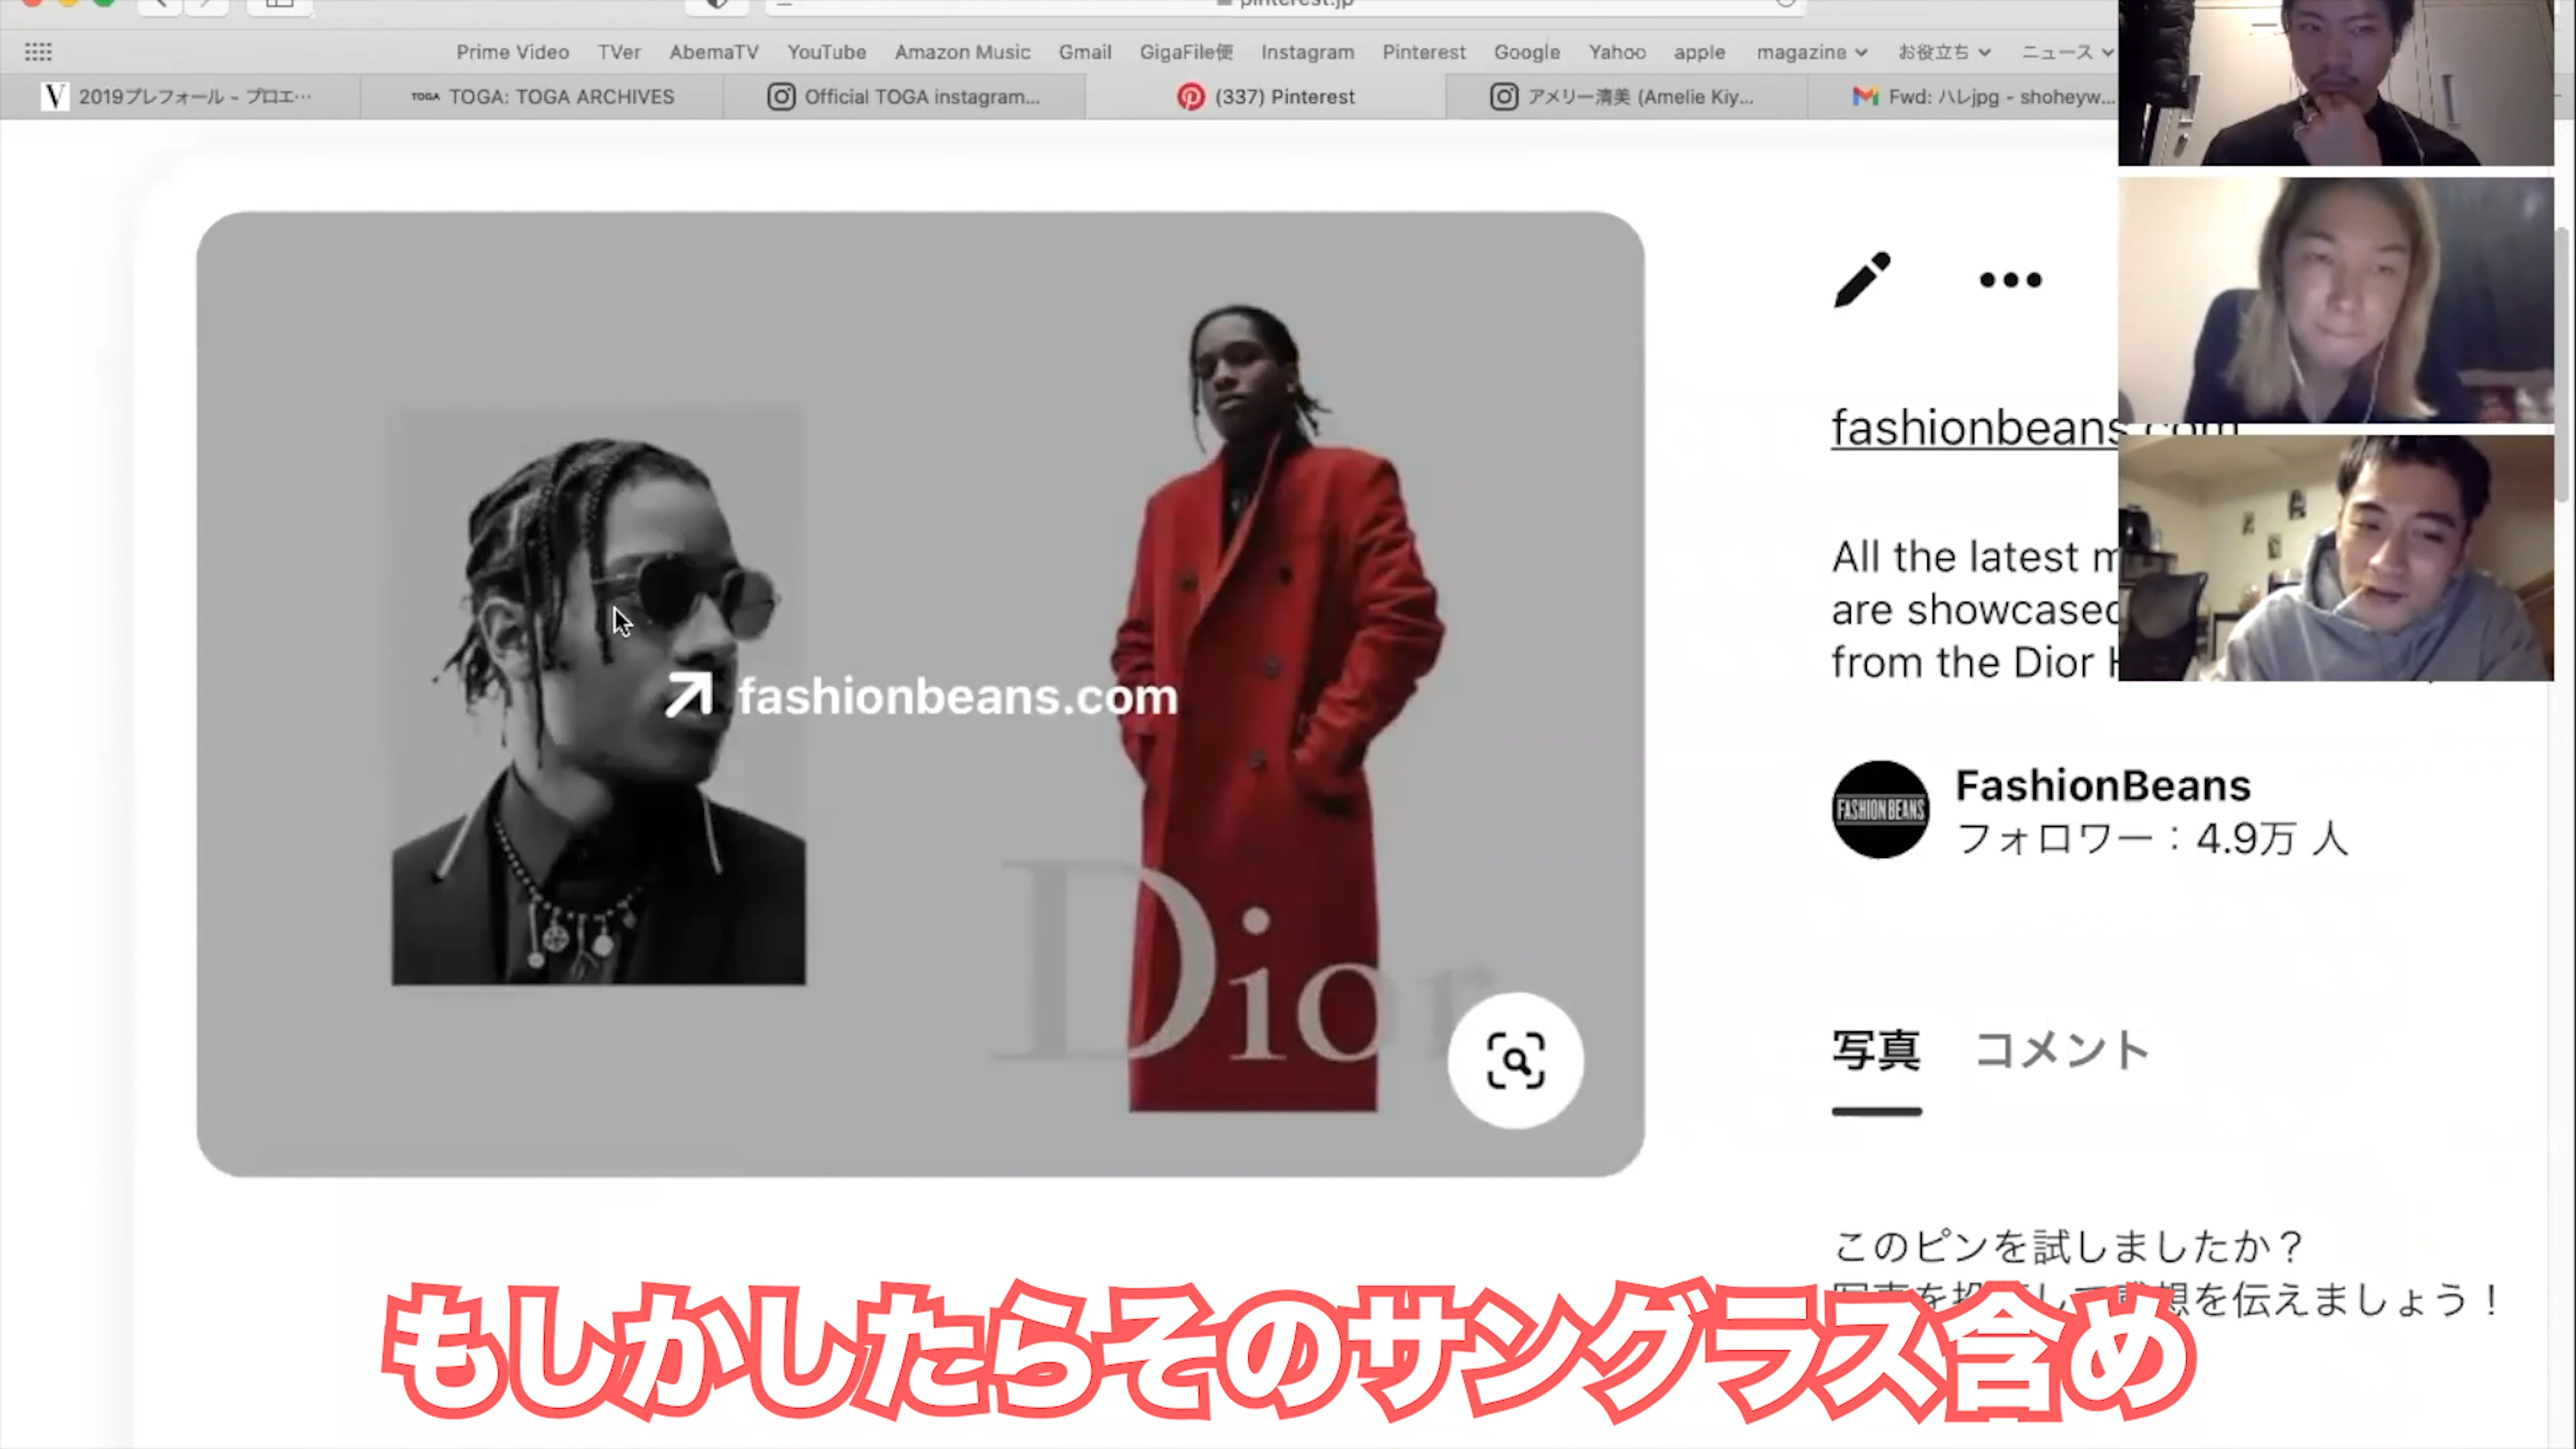 Prime Video TVer AbemaTV YouTube Amazon Music Gmail GigaFile便 Instagram Pinterest Google Yahoo apple magazine お役立ち ニュース
V 2019プレフォール - プロエ…
TOGA TOGA: TOGA ARCHIVES
Official TOGA instagram...
(337) Pinterest
アメリー清美 (Amelie Kiy...
Fwd: ハレjpg - shoheyw...
fashionbeans.com
Dior
fashionbeans.com
All the latest m
are showcased
from the Dior H
FASHIONBEANS
FashionBeans
フォロワー：4.9万 人
写真 コメント
このピンを試しましたか？
を伝えましょう！
もしかしたらそのサングラス含め